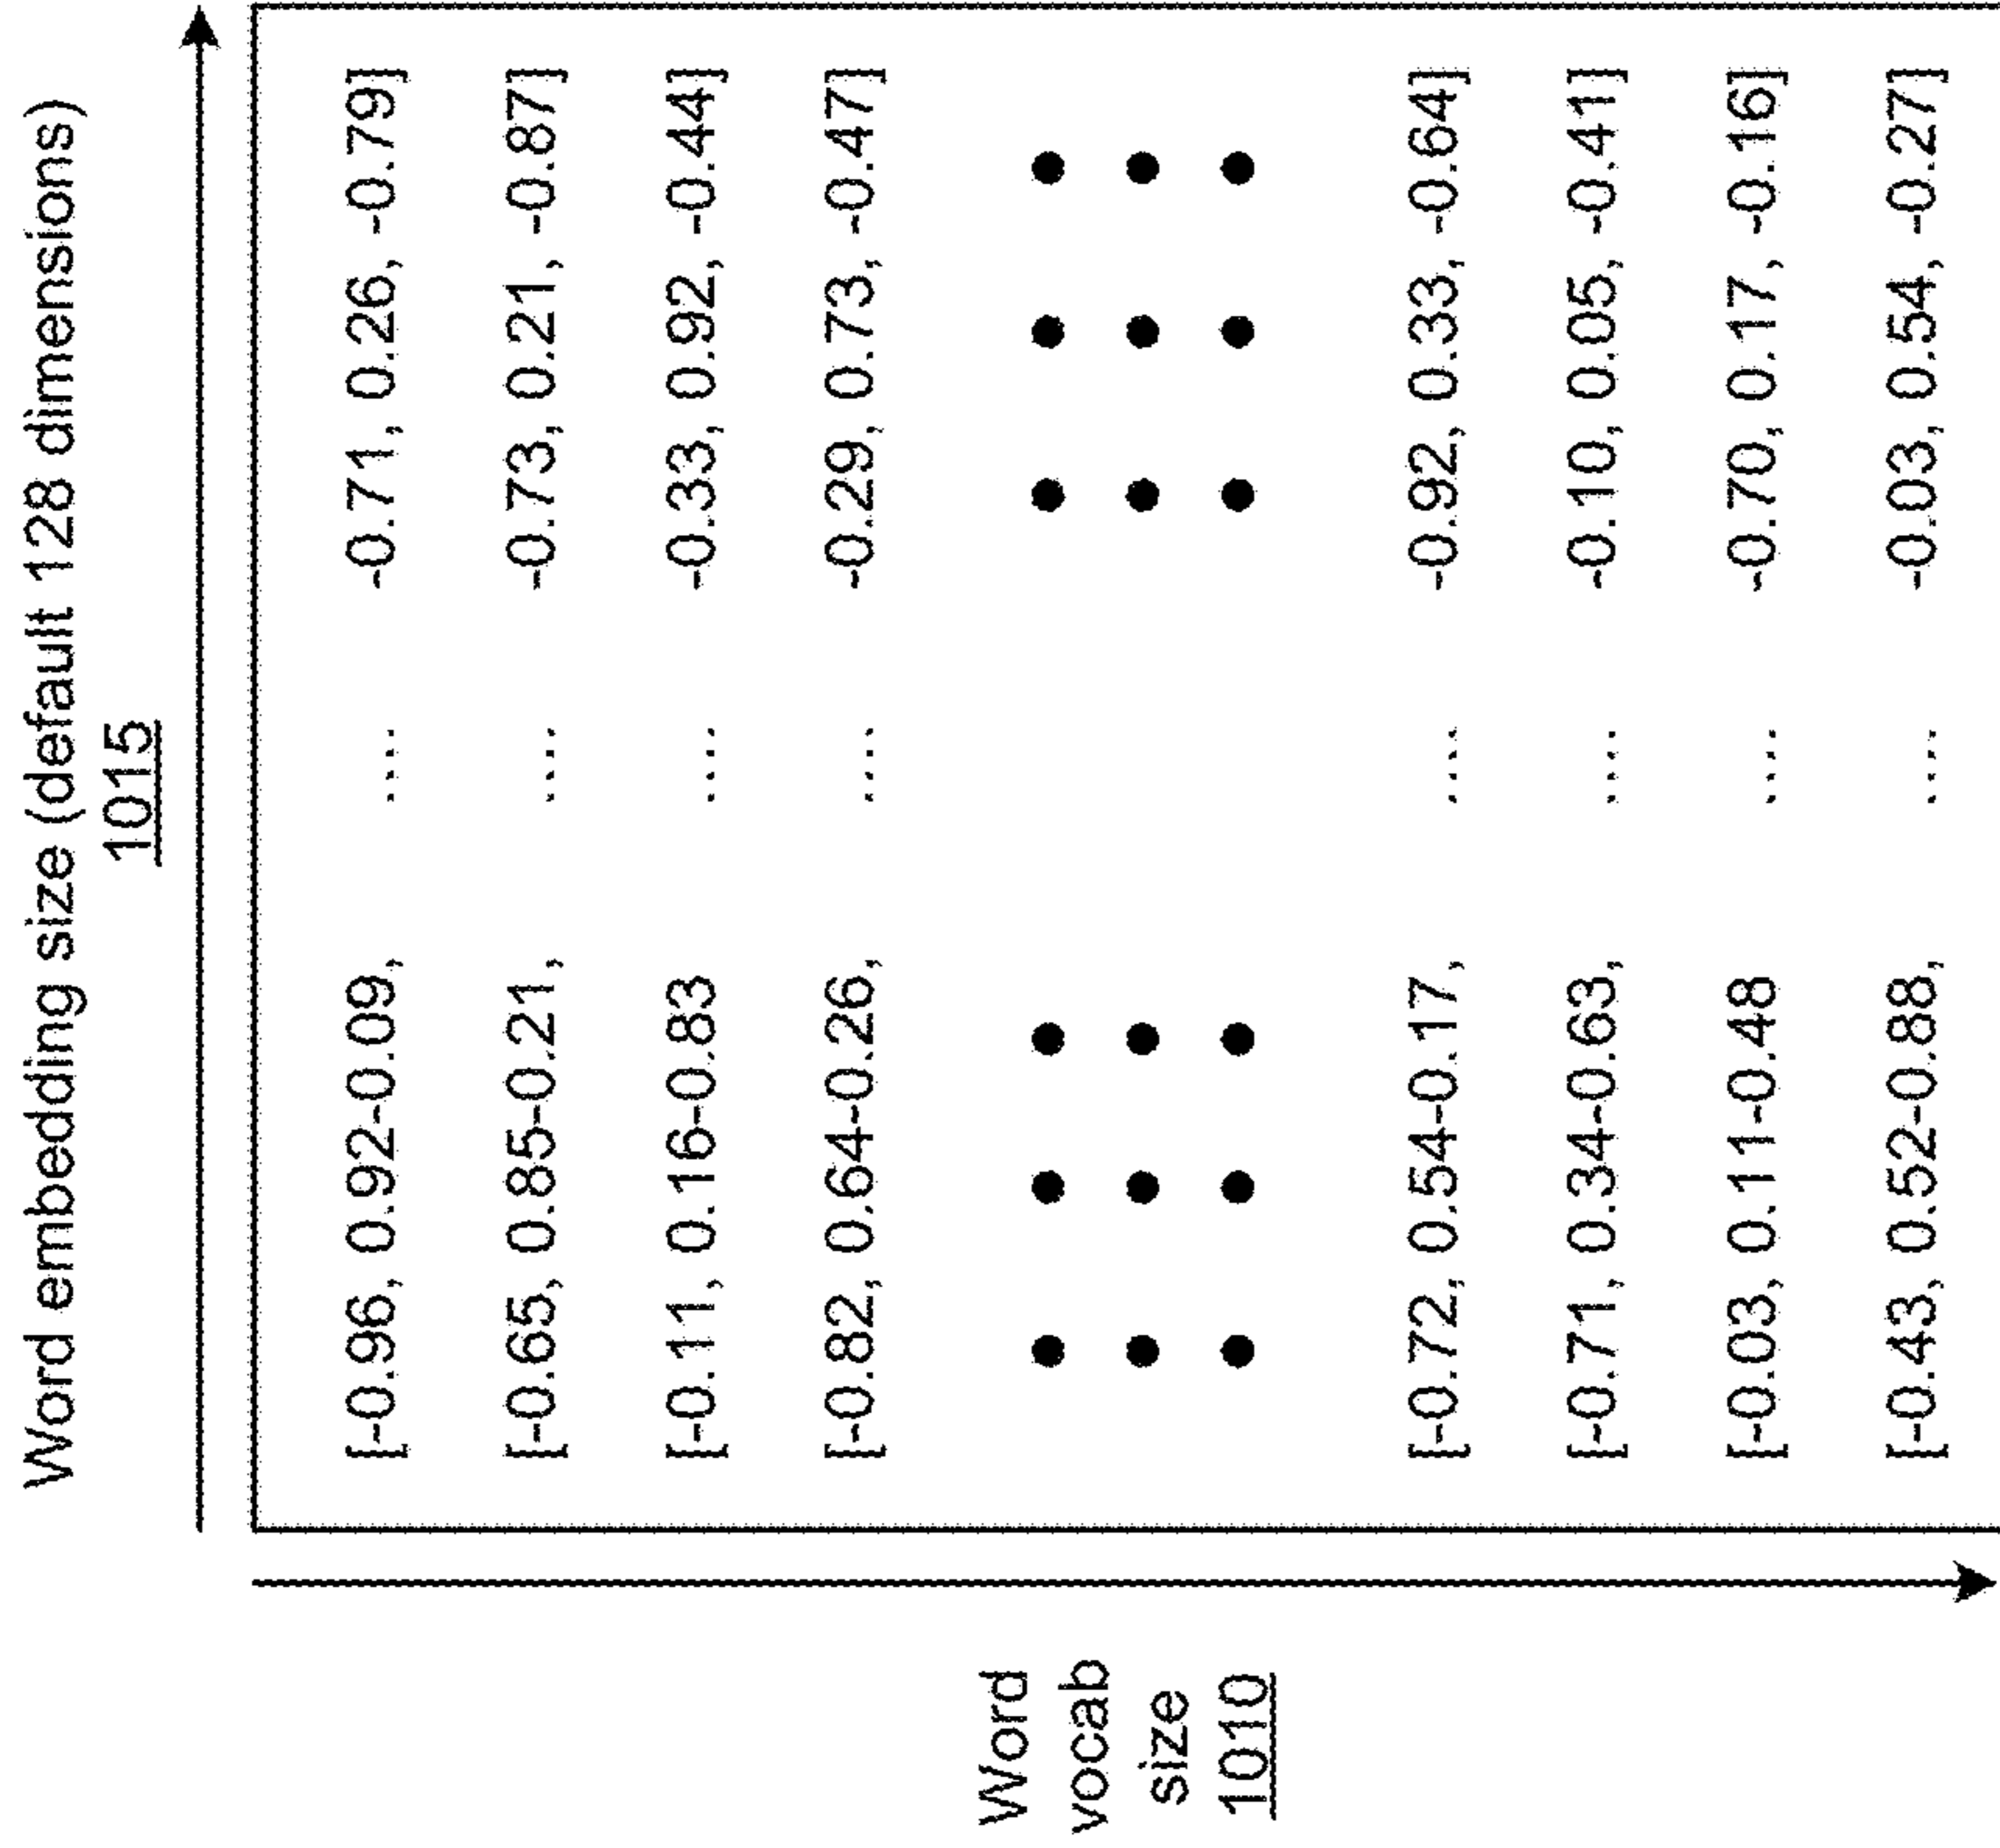 Word embedding size (default 128 dimensions)
1015
[-0.96, 0.92-0.09, ... -0.71, 0.26, -0.79]
[-0.65, 0.85-0.21, ... -0.73, 0.21, -0.87]
[-0.11, 0.16-0.83 ... -0.33, 0.92, -0.44]
[-0.82, 0.64-0.26, ... -0.29, 0.73, -0.47]
[-0.72, 0.54-0.17, ... -0.92, 0.33, -0.64]
[-0.71, 0.34-0.63, ... -0.10, 0.05, -0.41]
[-0.03, 0.11-0.48 ... -0.70, 0.17, -0.16]
[-0.43, 0.52-0.88, ... -0.03, 0.54, -0.27]
Word
vocab
size
1010